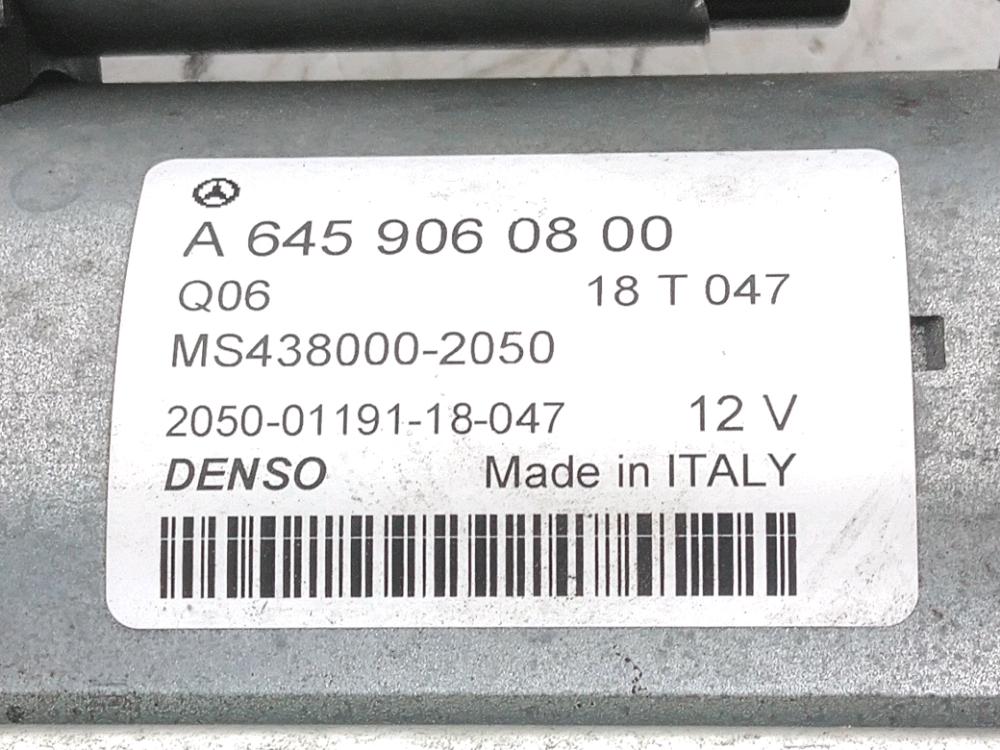 A 645 906 08 00
Q06 18 T 047
MS438000-2050
2050-01191-18-047 12 V
DENSO Made in ITALY